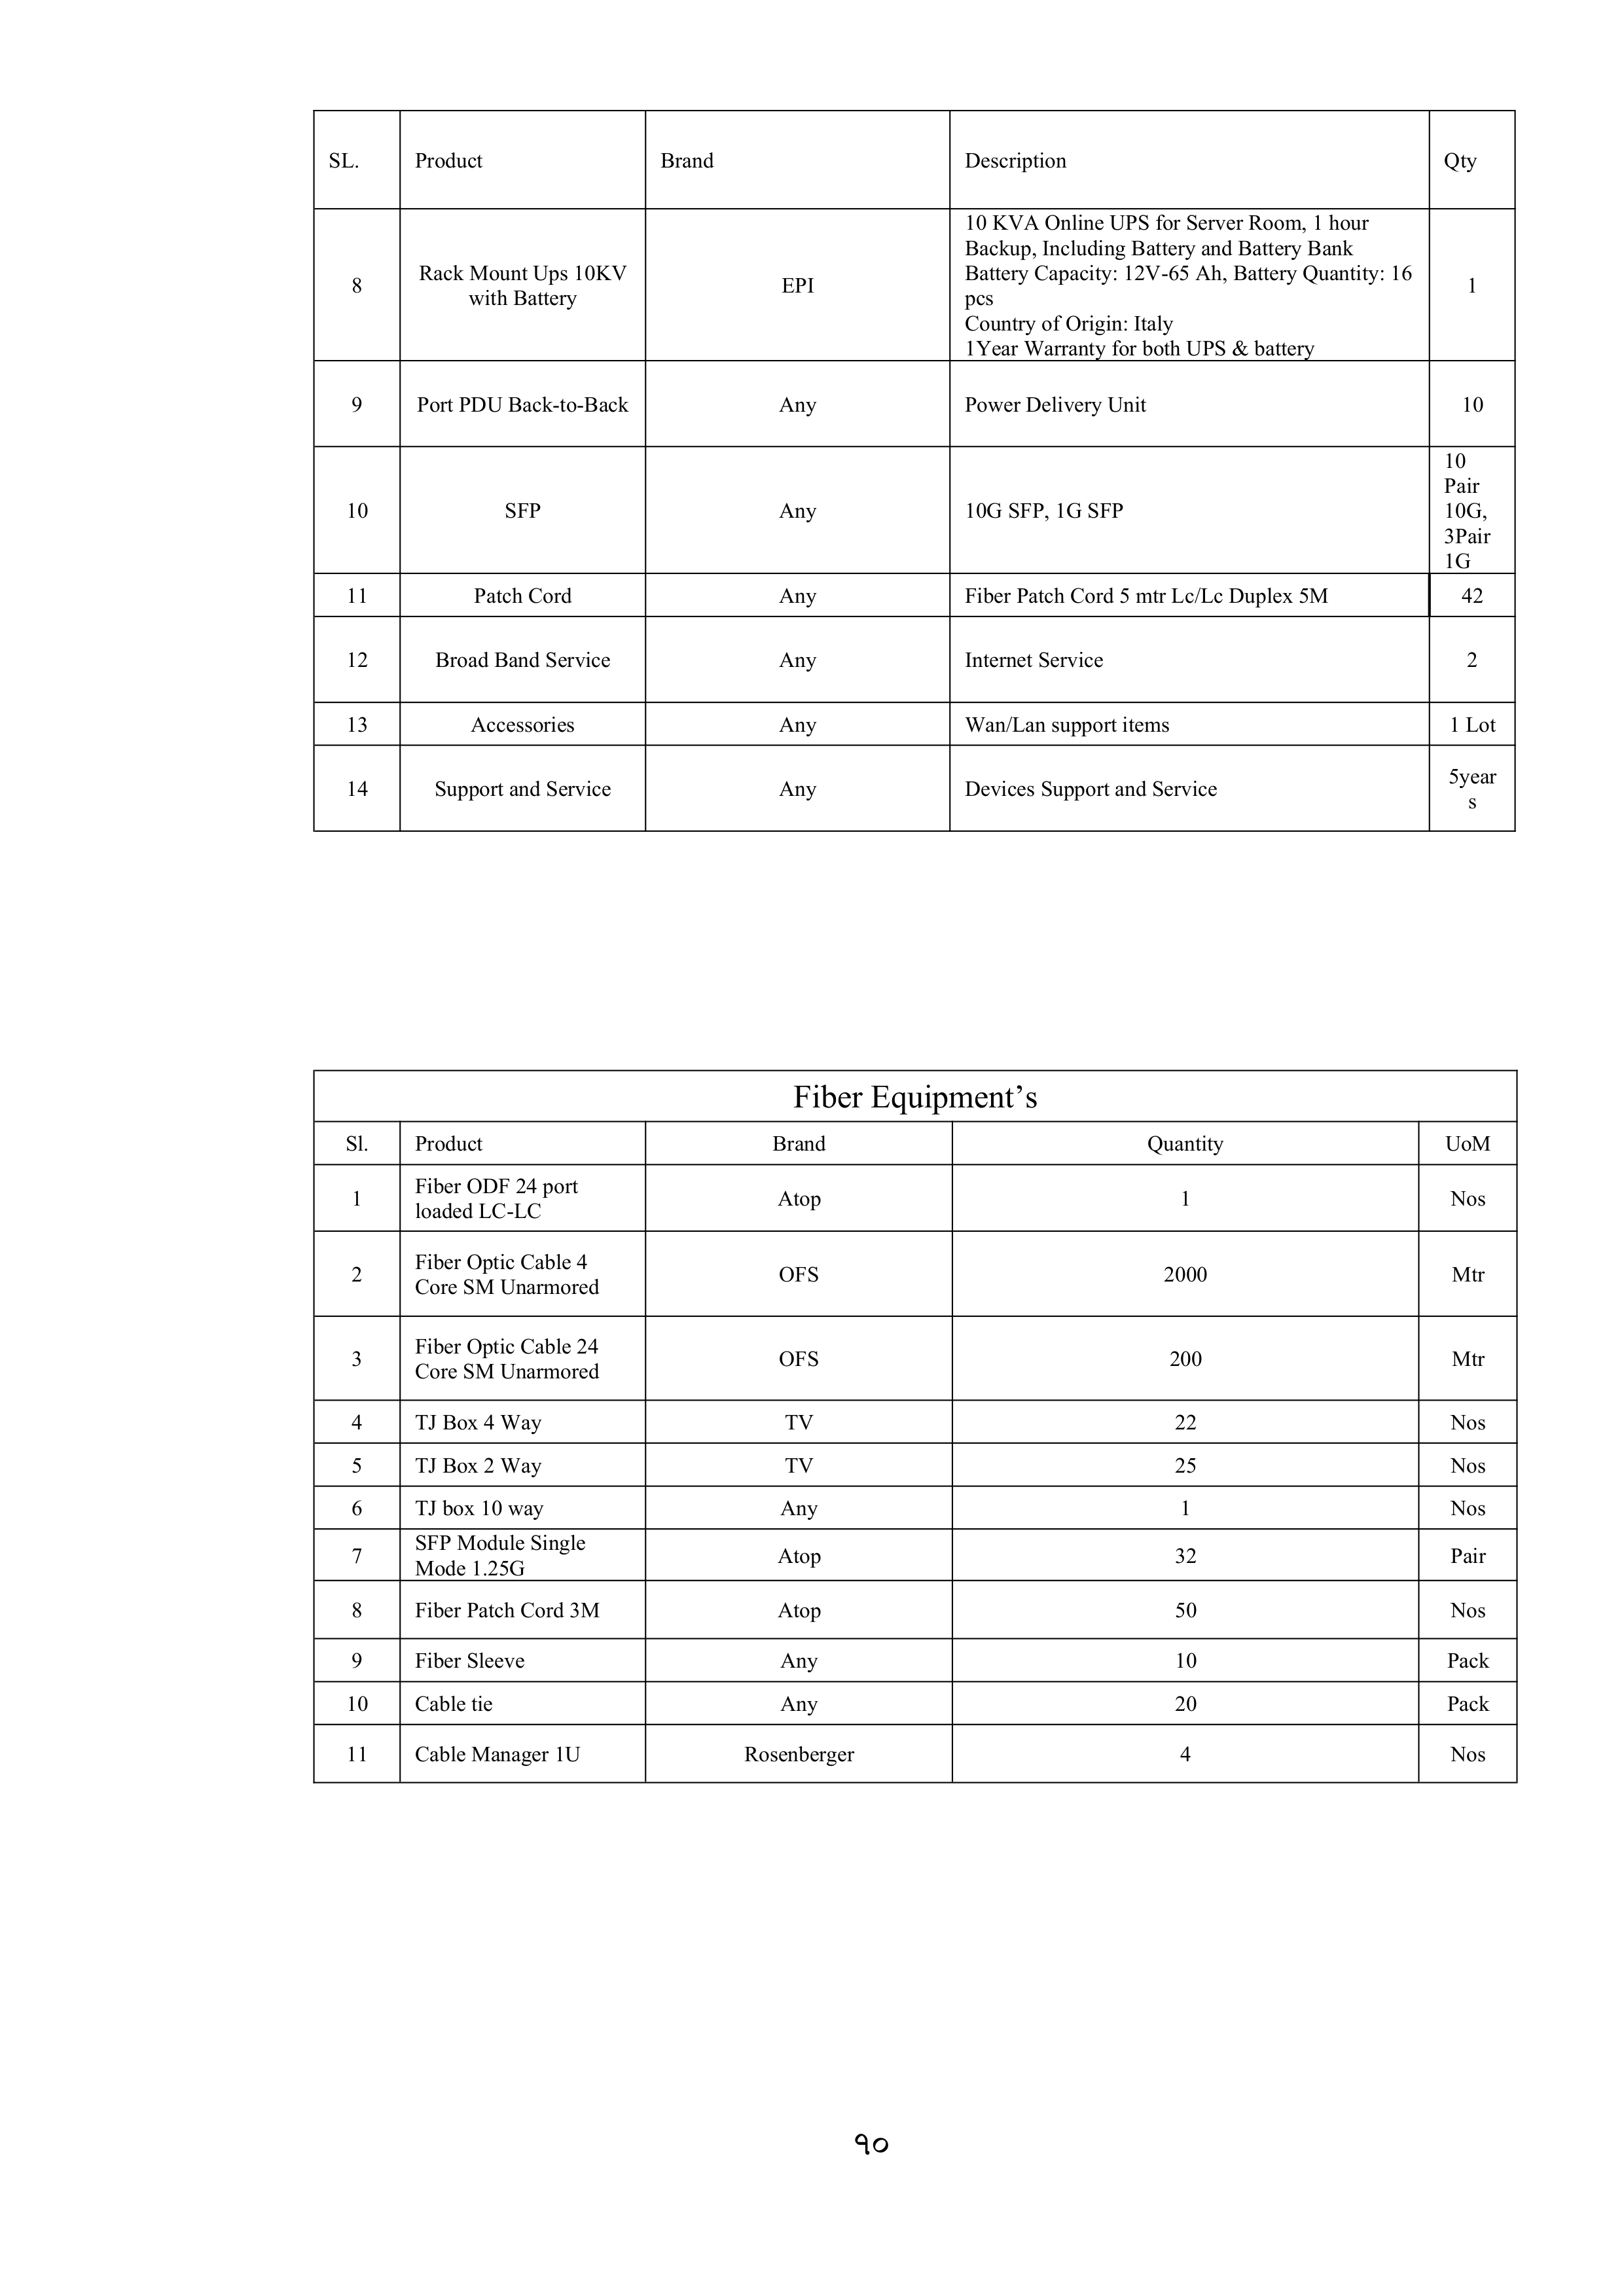 SL. Product Brand Description Qty
8 Rack Mount Ups 10KV with Battery EPI 10 KVA Online UPS for Server Room, 1 hour
Backup, Including Battery and Battery Bank
Battery Capacity: 12V-65 Ah, Battery Quantity: 16
pcs
Country of Origin: Italy
1Year Warranty for both UPS & battery 1
9 Port PDU Back-to-Back Any Power Delivery Unit 10
10 SFP Any 10G SFP, 1G SFP 10
Pair
10G,
3Pair
1G
11 Patch Cord Any Fiber Patch Cord 5 mtr Lc/Lc Duplex 5M 42
12 Broad Band Service Any Internet Service 2
13 Accessories Any Wan/Lan support items 1 Lot
14 Support and Service Any Devices Support and Service 5year
s
Fiber Equipment’s
Sl. Product Brand Quantity UoM
1 Fiber ODF 24 port
loaded LC-LC Atop 1 Nos
2 Fiber Optic Cable 4
Core SM Unarmored OFS 2000 Mtr
3 Fiber Optic Cable 24
Core SM Unarmored OFS 200 Mtr
4 TJ Box 4 Way TV 22 Nos
5 TJ Box 2 Way TV 25 Nos
6 TJ box 10 way Any 1 Nos
7 SFP Module Single
Mode 1.25G Atop 32 Pair
8 Fiber Patch Cord 3M Atop 50 Nos
9 Fiber Sleeve Any 10 Pack
10 Cable tie Any 20 Pack
11 Cable Manager 1U Rosenberger 4 Nos
৭০